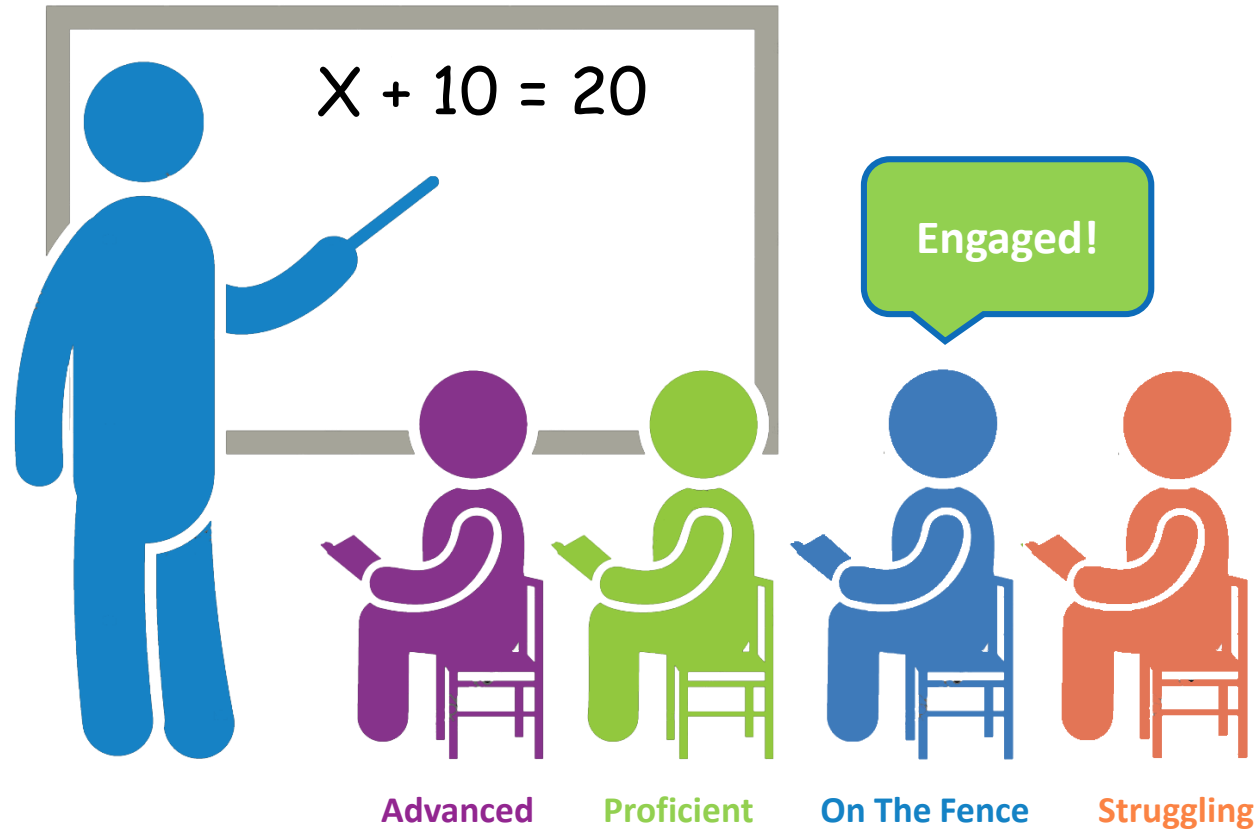 X + 10 = 20
Engaged!
Advanced Proficient On The Fence Struggling